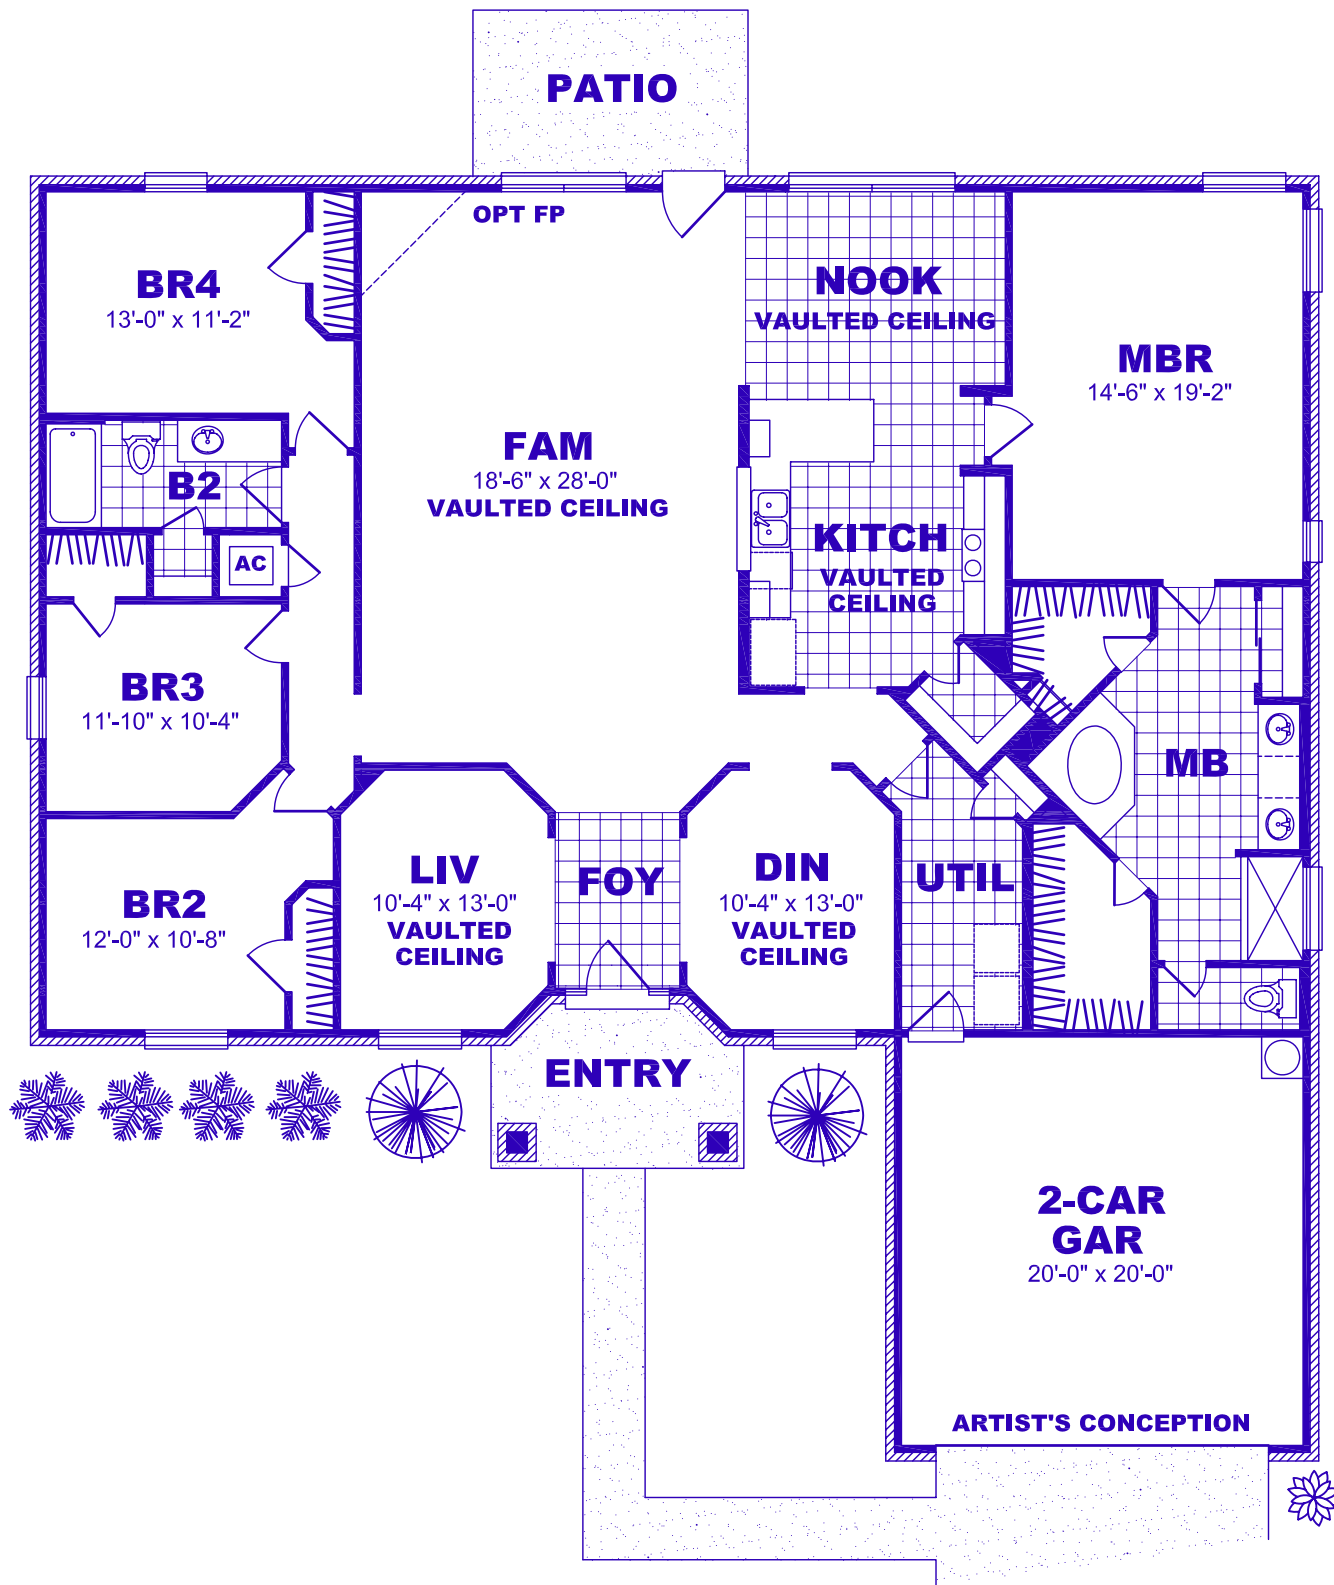 PATIO
OPT FP
BR4
13'-0" x 11'-2"
NOOK
VAULTED CEILING
MBR
14'-6" x 19'-2"
FAM
18'-6" x 28'-0"
VAULTED CEILING
B2
KITCH
VAULTED
CEILING
AC
BR3
11'-10" x 10'-4"
MB
LIV
10'-4" x 13'-0"
VAULTED
CEILING
FOY
DIN
10'-4" x 13'-0"
VAULTED
CEILING
UTIL
BR2
12'-0" x 10'-8"
ENTRY
2-CAR
GAR
20'-0" x 20'-0"
ARTIST'S CONCEPTION